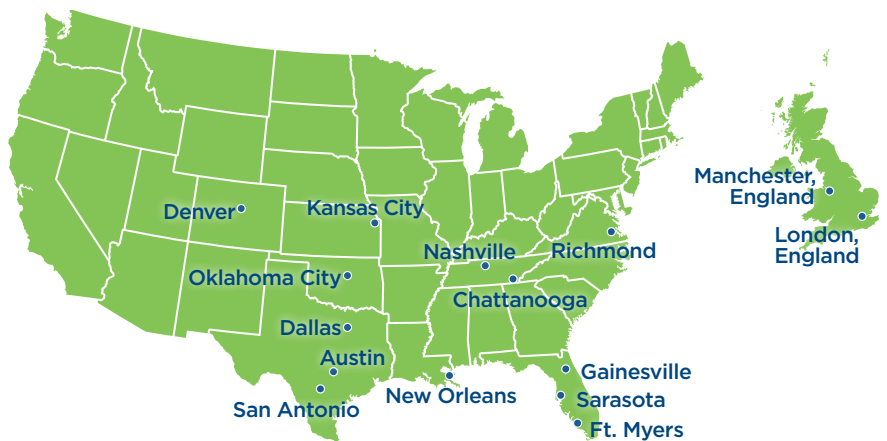 Manchester,
England
Denver
Kansas City
London,
England
Nashville
Richmond
Oklahoma City
Chattanooga
Dallas
Austin
Gainesville
New Orleans
Sarasota
San Antonio
Ft. Myers